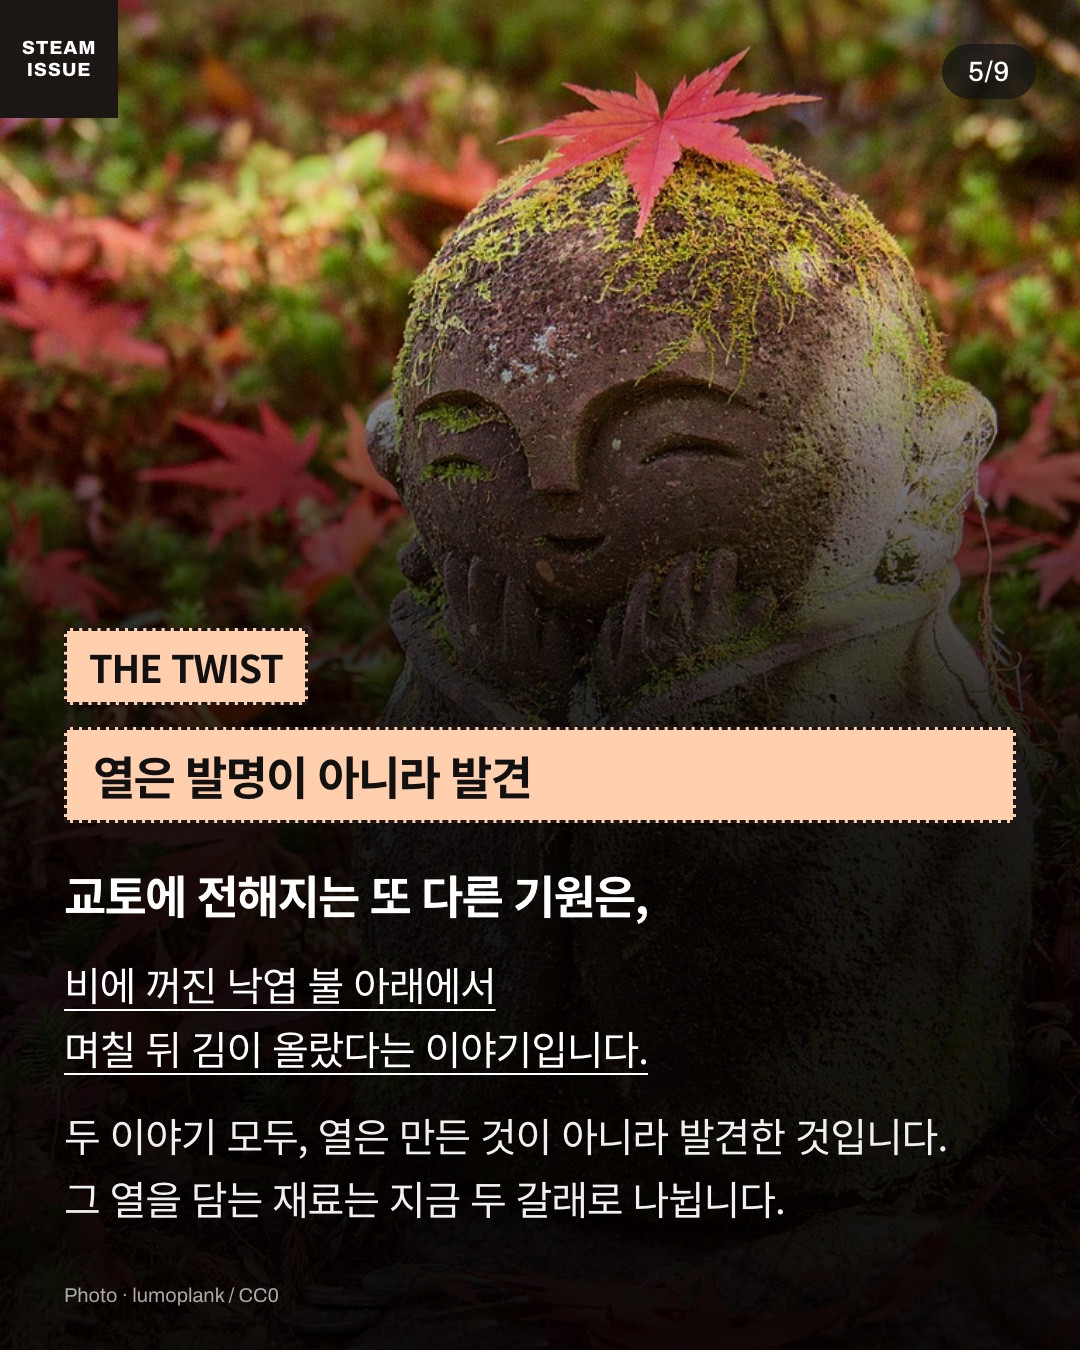 STEAM
ISSUE
5/9
THE TWIST
열은 발명이 아니라 발견
교토에 전해지는 또 다른 기원은,
비에 꺼진 낙엽 불 아래에서
며칠 뒤 김이 올랐다는 이야기입니다.
두 이야기 모두, 열은 만든 것이 아니라 발견한 것입니다.
그 열을 담는 재료는 지금 두 갈래로 나뉩니다.
Photo · lumoplank / CC0